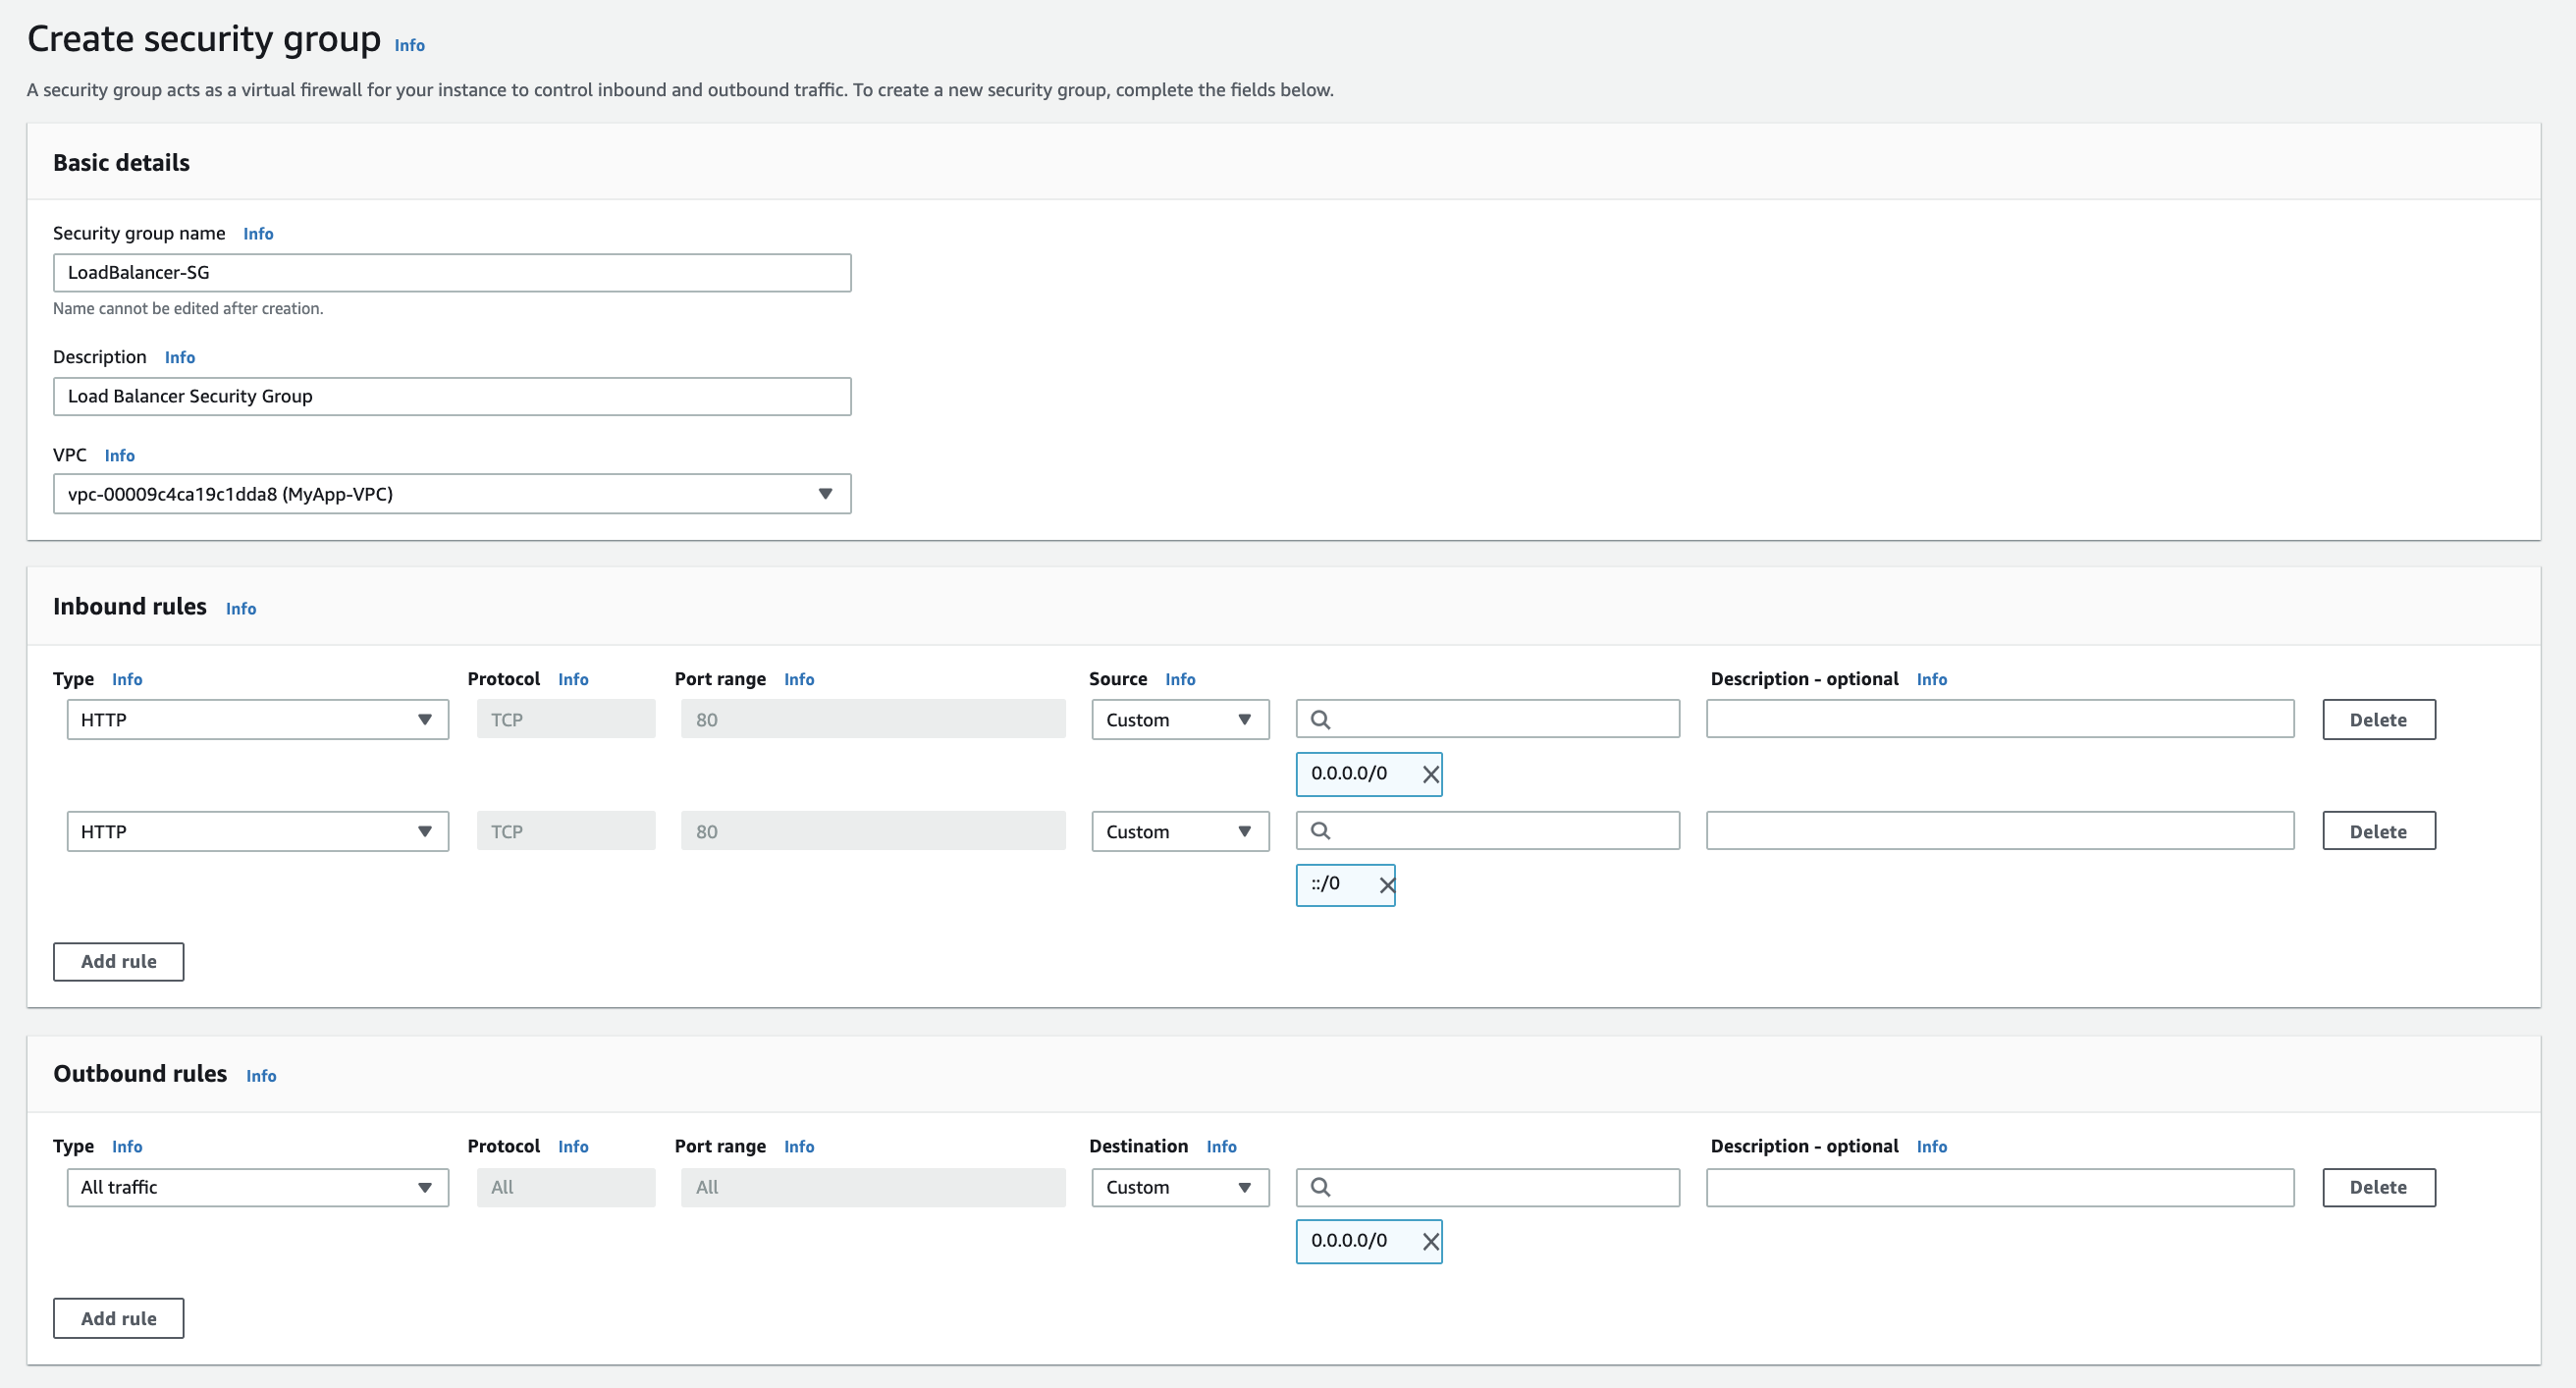 Create security group Info
A security group acts as a virtual firewall for your instance to control inbound and outbound traffic. To create a new security group, complete the fields below.
Basic details
Security group name Info
LoadBalancer-SG
Name cannot be edited after creation.
Description Info
Load Balancer Security Group
VPC Info
vpc-00009c4ca19c1dda8 (MyApp-VPC)
Inbound rules Info
Type Info Protocol Info Port range Info Source Info Description - optional Info
HTTP TCP 80 Custom Delete
0.0.0.0/0
HTTP TCP 80 Custom Delete
::/0
Add rule
Outbound rules Info
Type Info Protocol Info Port range Info Destination Info Description - optional Info
All traffic All All Custom Delete
0.0.0.0/0
Add rule